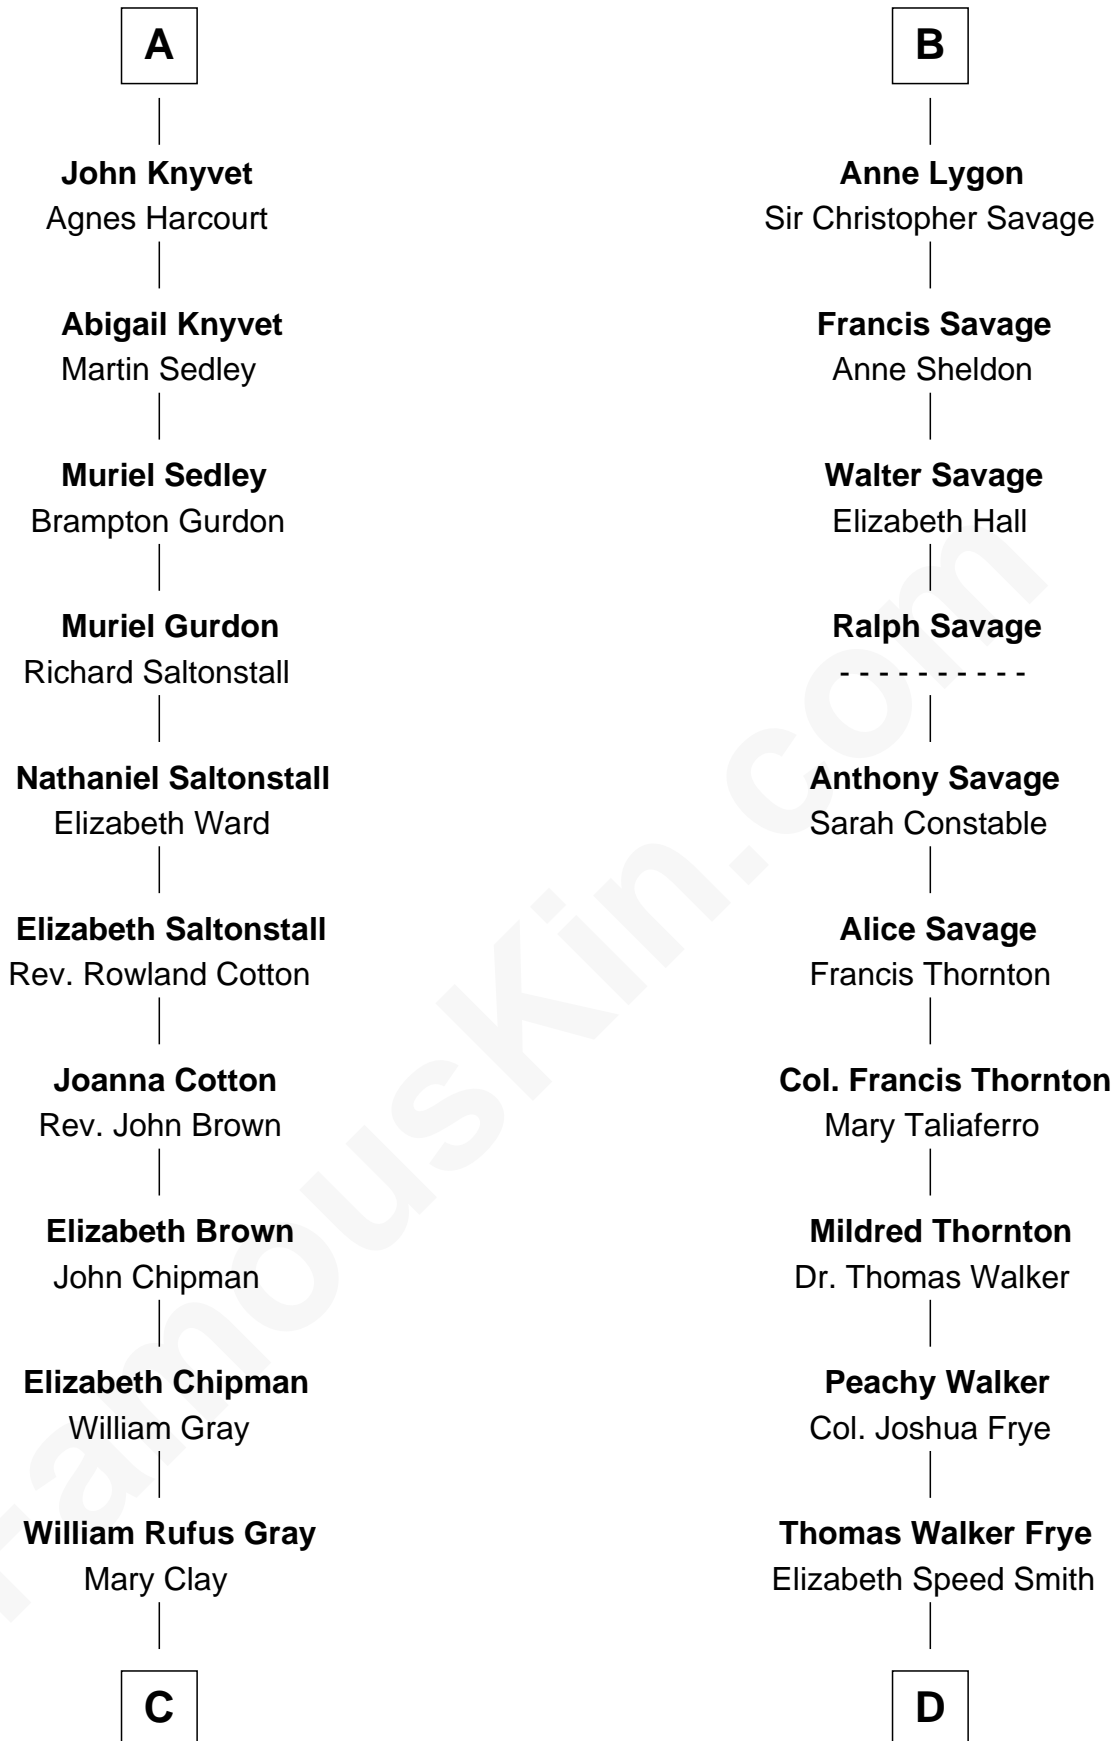 A
John Knyvet
Agnes Harcourt
Abigail Knyvet
Martin Sedley
Muriel Sedley
Brampton Gurdon
Muriel Gurdon
Richard Saltonstall
Nathaniel Saltonstall
Elizabeth Ward
Elizabeth Saltonstall
Rev. Rowland Cotton
Joanna Cotton
Rev. John Brown
Elizabeth Brown
John Chipman
Elizabeth Chipman
William Gray
William Rufus Gray
Mary Clay
C
B
Anne Lygon
Sir Christopher Savage
Francis Savage
Anne Sheldon
Walter Savage
Elizabeth Hall
Ralph Savage
- - - - - - - - - -
Anthony Savage
Sarah Constable
Alice Savage
Francis Thornton
Col. Francis Thornton
Mary Taliaferro
Mildred Thornton
Dr. Thomas Walker
Peachy Walker
Col. Joshua Frye
Thomas Walker Frye
Elizabeth Speed Smith
D
FamousKin.com